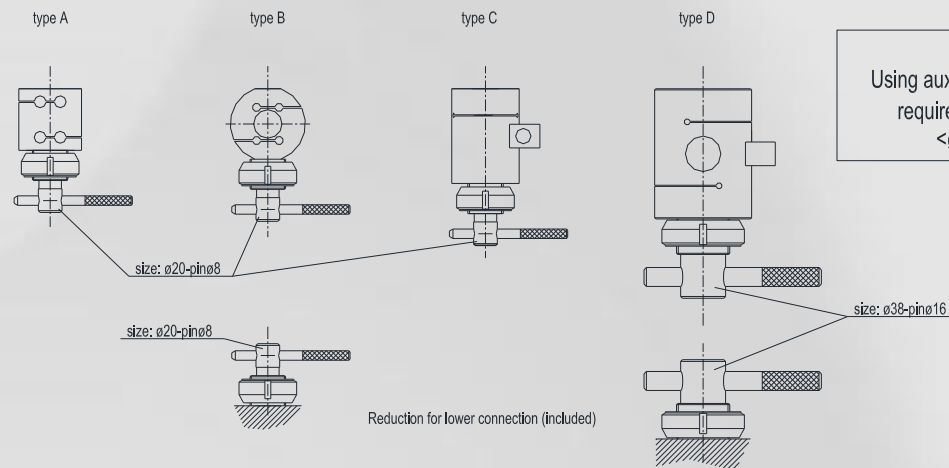 type A
type B
type C
type D
Using
require
size: ø20-pinø8
size: ø38-pinø16
size: ø20-pinø8
Reduction for lower connection (included)